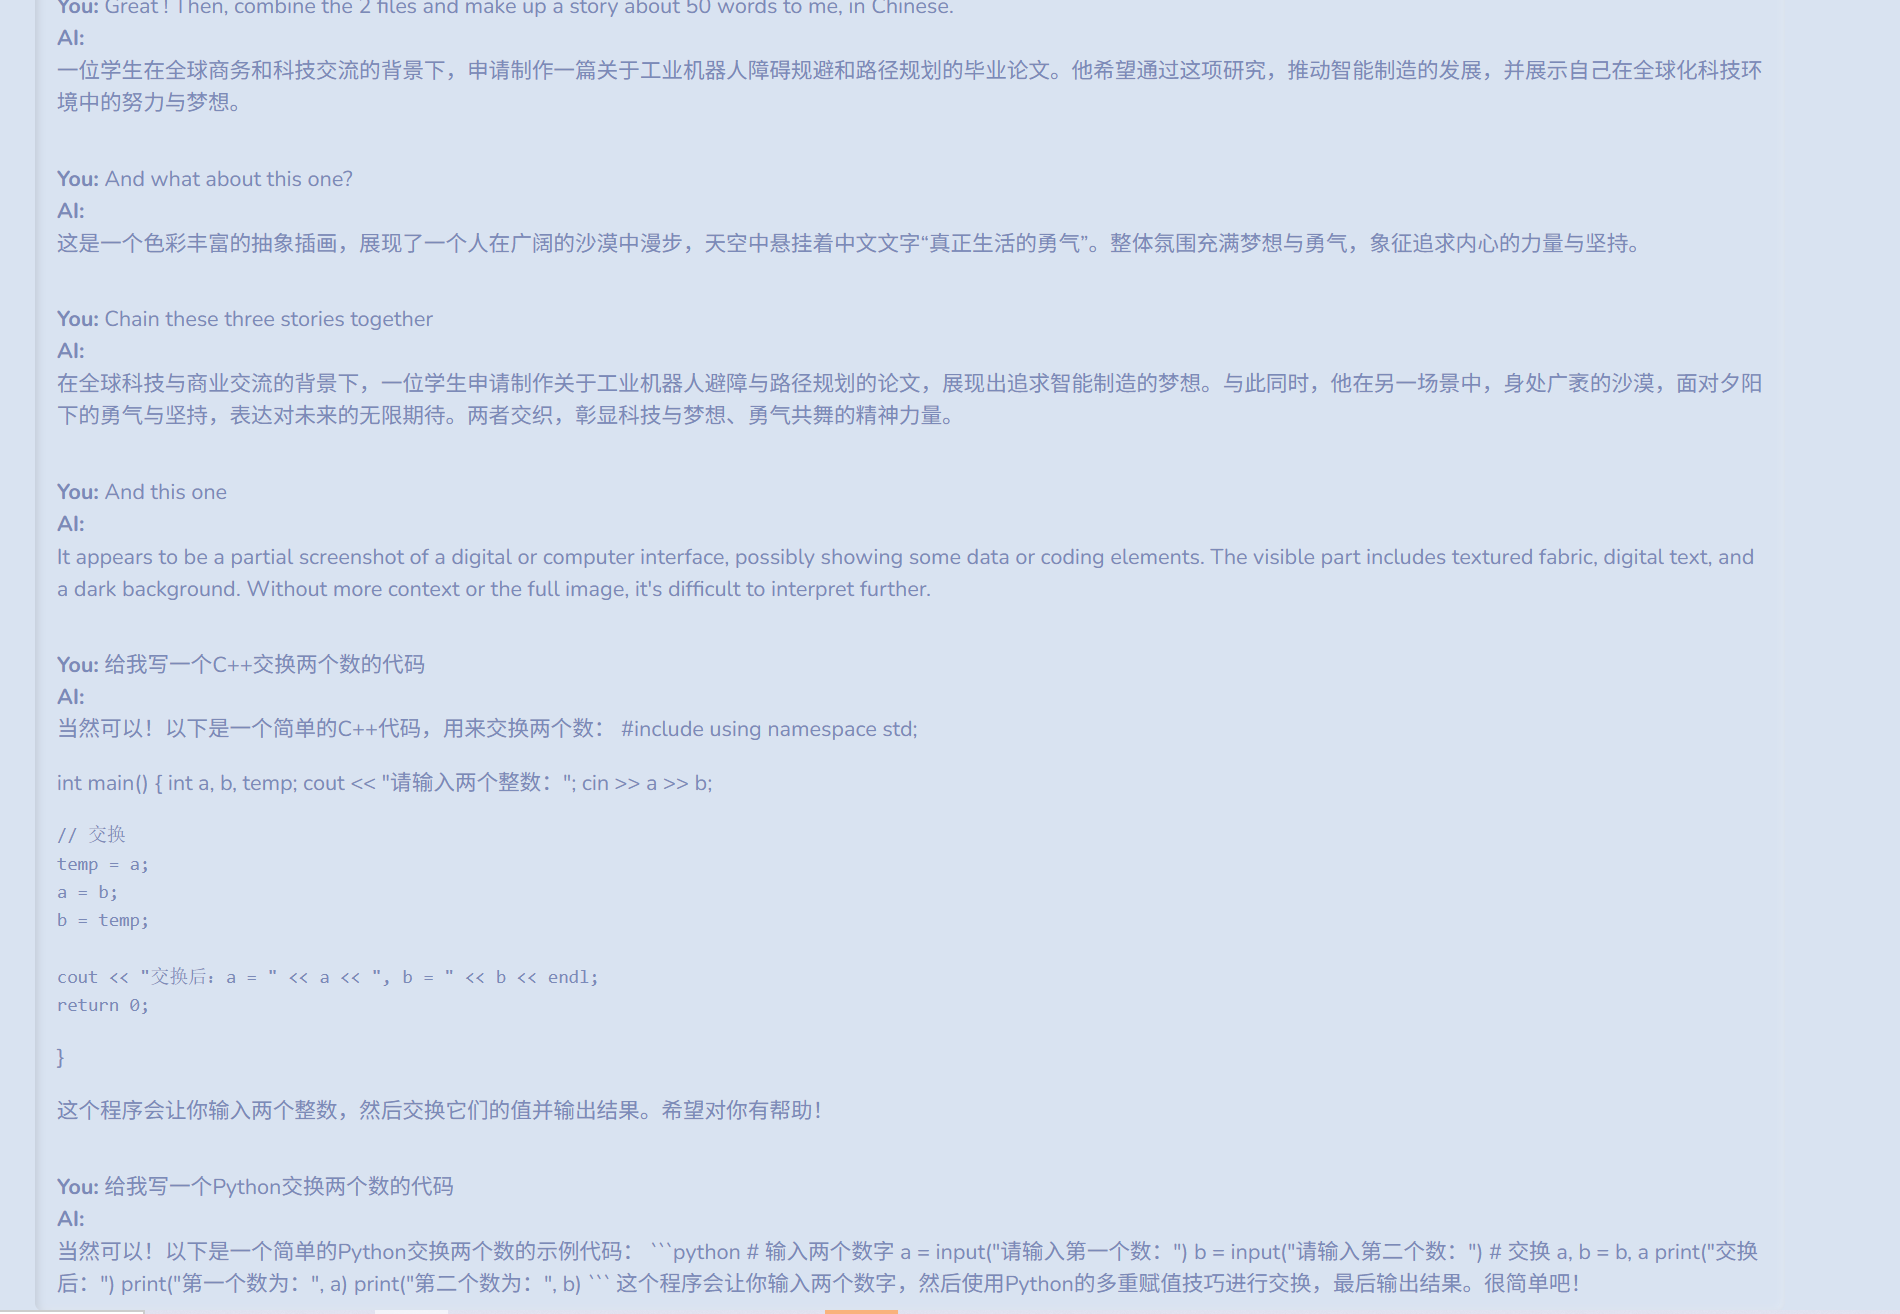 You: Great ! Then, combine the 2 files and make up a story about 50 words to me, in Chinese.
AI:
一位学生在全球商务和科技交流的背景下，申请制作一篇关于工业机器人障碍规避和路径规划的毕业论文。他希望通过这项研究，推动智能制造的发展，并展示自己在全球化科技环
境中的努力与梦想。
You: And what about this one?
AI:
这是一个色彩丰富的抽象插画，展现了一个人在广阔的沙漠中漫步，天空中悬挂着中文文字“真正生活的勇气”。整体氛围充满梦想与勇气，象征追求内心的力量与坚持。
You: Chain these three stories together
AI:
在全球科技与商业交流的背景下，一位学生申请制作关于工业机器人避障与路径规划的论文，展现出追求智能制造的梦想。与此同时，他在另一场景中，身处广袤的沙漠，面对夕阳
下的勇气与坚持，表达对未来的无限期待。两者交织，彰显科技与梦想、勇气共舞的精神力量。
You: And this one
AI:
It appears to be a partial screenshot of a digital or computer interface, possibly showing some data or coding elements. The visible part includes textured fabric, digital text, and
a dark background. Without more context or the full image, it's difficult to interpret further.
You: 给我写一个C++交换两个数的代码
AI:
当然可以！以下是一个简单的C++代码，用来交换两个数： #include using namespace std;
int main() { int a, b, temp; cout << "请输入两个整数："; cin >> a >> b;
// 交换
temp = a;
a = b;
b = temp;
cout << "交换后：a = " << a << ", b = " << b << endl;
return 0;
}
这个程序会让你输入两个整数，然后交换它们的值并输出结果。希望对你有帮助！
You: 给我写一个Python交换两个数的代码
AI:
当然可以！以下是一个简单的Python交换两个数的示例代码： ```python # 输入两个数字 a = input("请输入第一个数：") b = input("请输入第二个数：") # 交换 a, b = b, a print("交换
后：") print("第一个数为：", a) print("第二个数为：", b) ``` 这个程序会让你输入两个数字，然后使用Python的多重赋值技巧进行交换，最后输出结果。很简单吧！